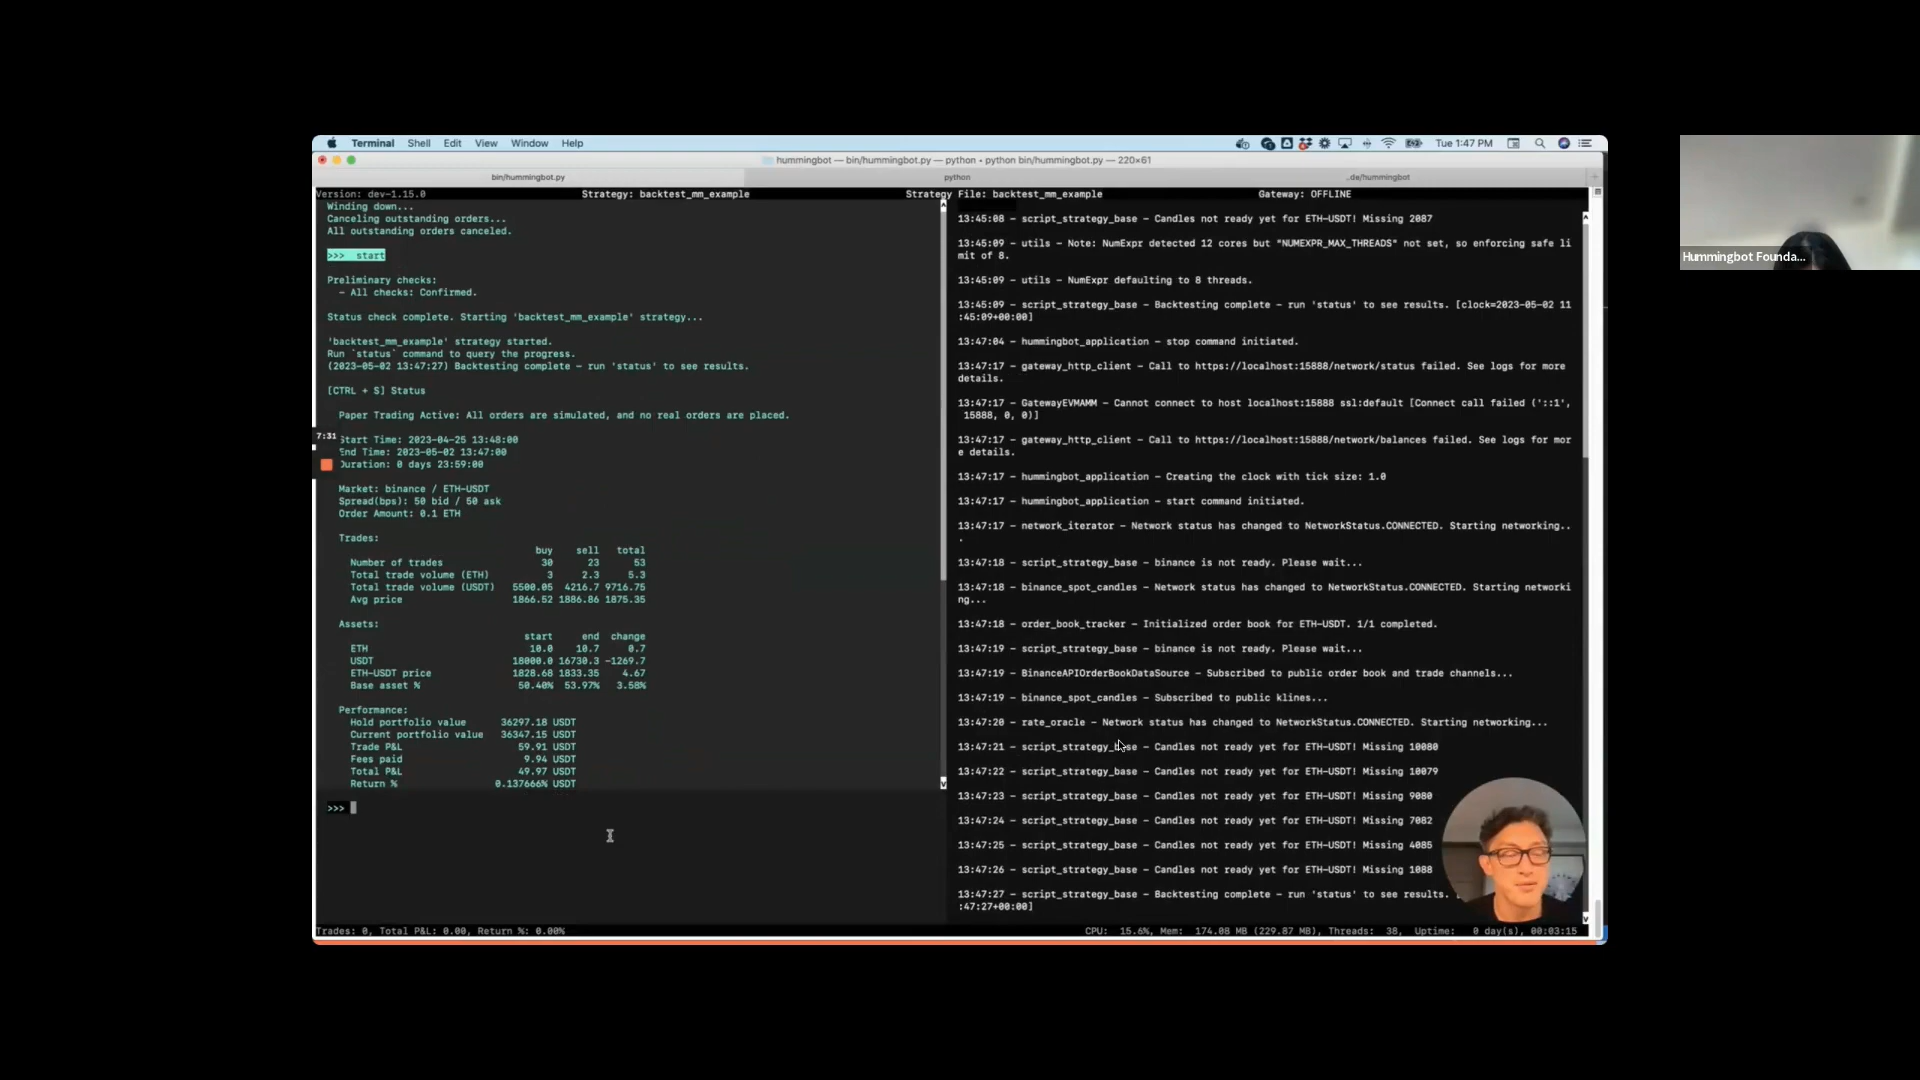 Terminal Shell Edit View Window Help Tue 1:47 PM
hummingbot — bin/hummingbot.py — python • python bin/hummingbot.py — 220×61
bin/hummingbot.py python ..de/hummingbot
Version: dev-1.15.0 Strategy: backtest_mm_example Strategy File: backtest_mm_example Gateway: OFFLINE
Winding down...
Canceling outstanding orders...
All outstanding orders canceled.
>>> start
Preliminary checks:
- All checks: Confirmed.
Status check complete. Starting 'backtest_mm_example' strategy...
'backtest_mm_example' strategy started.
Run `status` command to query the progress.
(2023-05-02 13:47:27) Backtesting complete - run 'status' to see results.
[CTRL + S] Status
Paper Trading Active: All orders are simulated, and no real orders are placed.
7:31
Start Time: 2023-04-25 13:48:00
End Time: 2023-05-02 13:47:00
Duration: 0 days 23:59:00
Market: binance / ETH-USDT
Spread(bps): 50 bid / 50 ask
Order Amount: 0.1 ETH
Trades:
buy sell total
Number of trades 30 23 53
Total trade volume (ETH) 3 2.3 5.3
Total trade volume (USDT) 5500.05 4216.7 9716.75
Avg price 1866.52 1886.86 1875.35
Assets:
start end change
ETH 10.0 10.7 0.7
USDT 18000.0 16730.3 -1269.7
ETH-USDT price 1828.68 1833.35 4.67
Base asset % 50.40% 53.97% 3.58%
Performance:
Hold portfolio value 36297.18 USDT
Current portfolio value 36347.15 USDT
Trade P&L 59.91 USDT
Fees paid 9.94 USDT
Total P&L 49.97 USDT
Return % 0.137666% USDT
>>>
13:45:08 - script_strategy_base - Candles not ready yet for ETH-USDT! Missing 2087
13:45:09 - utils - Note: NumExpr detected 12 cores but "NUMEXPR_MAX_THREADS" not set, so enforcing safe li
mit of 8.
13:45:09 - utils - NumExpr defaulting to 8 threads.
13:45:09 - script_strategy_base - Backtesting complete - run 'status' to see results. [clock=2023-05-02 11
:45:09+00:00]
13:47:04 - hummingbot_application - stop command initiated.
13:47:17 - gateway_http_client - Call to https://localhost:15888/network/status failed. See logs for more
details.
13:47:17 - GatewayEVMAMM - Cannot connect to host localhost:15888 ssl:default [Connect call failed ('::1',
15888, 0, 0)]
13:47:17 - gateway_http_client - Call to https://localhost:15888/network/balances failed. See logs for mor
e details.
13:47:17 - hummingbot_application - Creating the clock with tick size: 1.0
13:47:17 - hummingbot_application - start command initiated.
13:47:17 - network_iterator - Network status has changed to NetworkStatus.CONNECTED. Starting networking..
.
13:47:18 - script_strategy_base - binance is not ready. Please wait...
13:47:18 - binance_spot_candles - Network status has changed to NetworkStatus.CONNECTED. Starting networki
ng...
13:47:18 - order_book_tracker - Initialized order book for ETH-USDT. 1/1 completed.
13:47:19 - script_strategy_base - binance is not ready. Please wait...
13:47:19 - BinanceAPIOrderBookDataSource - Subscribed to public order book and trade channels...
13:47:19 - binance_spot_candles - Subscribed to public klines...
13:47:20 - rate_oracle - Network status has changed to NetworkStatus.CONNECTED. Starting networking...
13:47:21 - script_strategy_base - Candles not ready yet for ETH-USDT! Missing 10080
13:47:22 - script_strategy_base - Candles not ready yet for ETH-USDT! Missing 10079
13:47:23 - script_strategy_base - Candles not ready yet for ETH-USDT! Missing 9080
13:47:24 - script_strategy_base - Candles not ready yet for ETH-USDT! Missing 7082
13:47:25 - script_strategy_base - Candles not ready yet for ETH-USDT! Missing 4085
13:47:26 - script_strategy_base - Candles not ready yet for ETH-USDT! Missing 1088
13:47:27 - script_strategy_base - Backtesting complete - run 'status' to see results.
:47:27+00:00]
Trades: 0, Total P&L: 0.00, Return %: 0.00% CPU: 15.6%, Mem: 174.08 MB (229.87 MB), Threads: 38, Uptime: 0 day(s), 00:03:15
Hummingbot Founda...